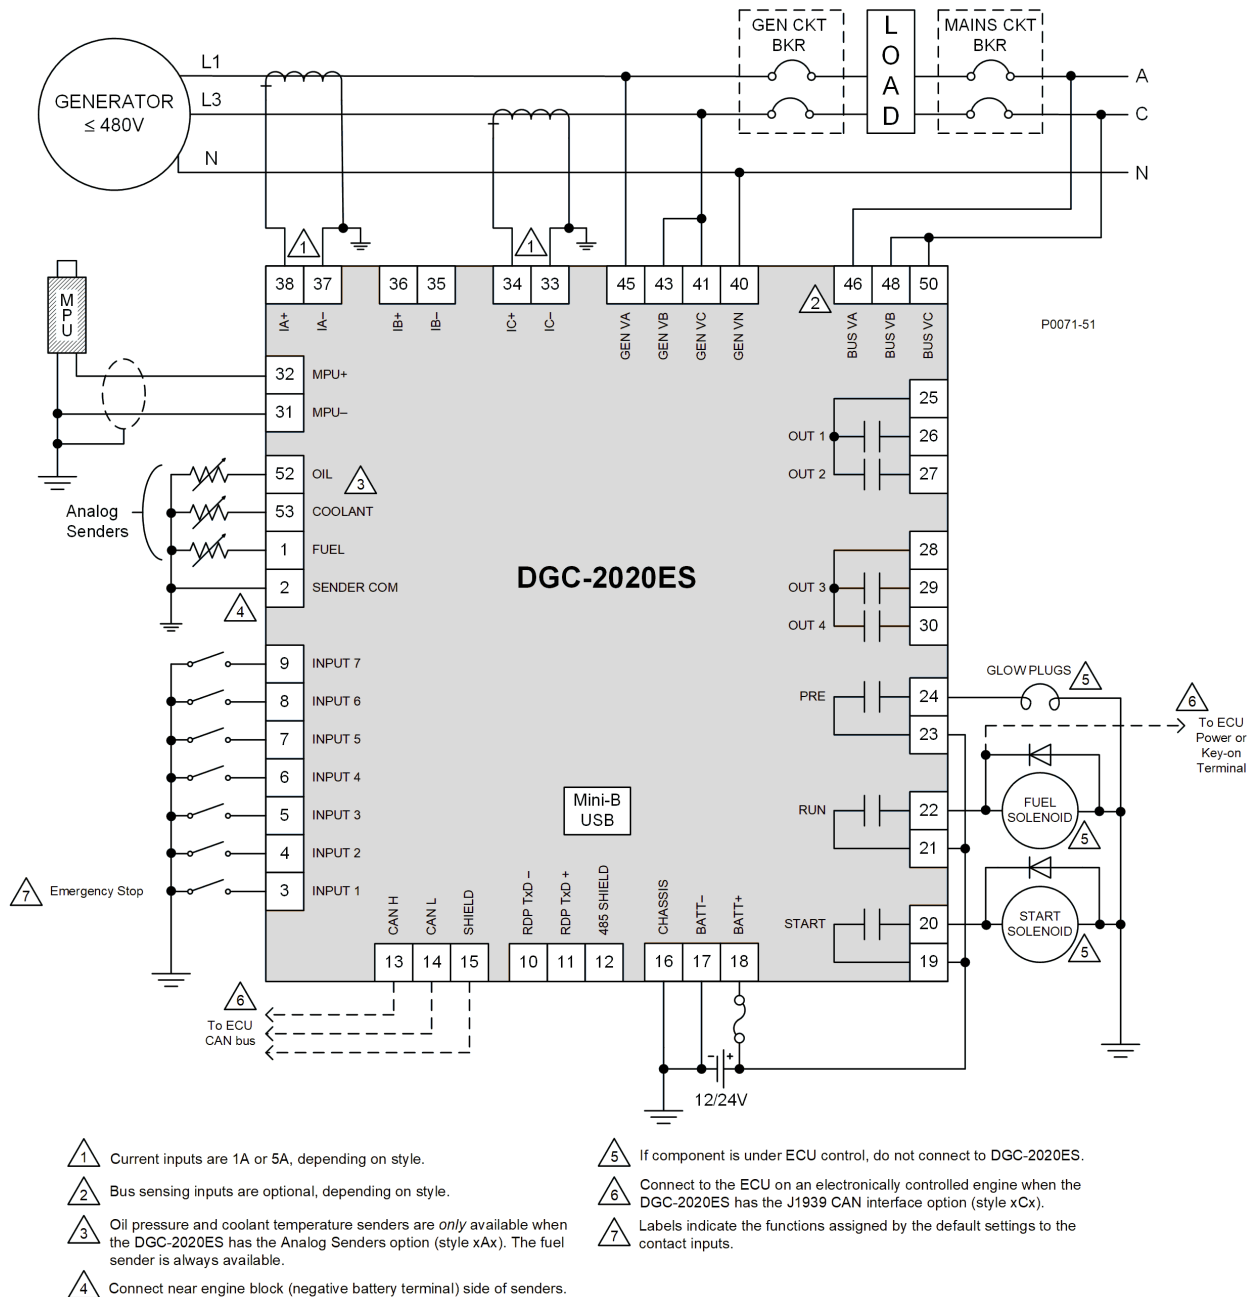 GEN CKT
BKR
L
O
A
D
MAINS CKT
BKR
L1
A
GENERATOR
≤ 480V
L3
C
N
N
1
1
38
37
36
35
34
33
45
43
41
40
2
46
48
50
IA+
IA–
IB+
IB–
IC+
IC–
GEN VA
GEN VB
GEN VC
GEN VN
BUS VA
BUS VB
BUS VC
P0071-51
M
P
U
32 MPU+
31 MPU–
25
OUT 1 26
OUT 2 27
52 OIL
3
53 COOLANT
1 FUEL
2 SENDER COM
4
Analog
Senders
DGC-2020ES
28
OUT 3 29
OUT 4 30
9 INPUT 7
8 INPUT 6
7 INPUT 5
6 INPUT 4
5 INPUT 3
4 INPUT 2
3 INPUT 1
7 Emergency Stop
GLOW PLUGS
5
PRE 24
23
6
To ECU
Power or
Key-on
Terminal
Mini-B
USB
RUN 22
21
FUEL
SOLENOID
5
START 20
19
START
SOLENOID
5
CAN H
CAN L
SHIELD
RDP TxD –
RDP TxD +
485 SHIELD
CHASSIS
BATT–
BATT+
13
14
15
10
11
12
16
17
18
6
To ECU
CAN bus
– +
12/24V
1 Current inputs are 1A or 5A, depending on style.
2 Bus sensing inputs are optional, depending on style.
3 Oil pressure and coolant temperature senders are only available when
the DGC-2020ES has the Analog Senders option (style xAx). The fuel
sender is always available.
4 Connect near engine block (negative battery terminal) side of senders.
5 If component is under ECU control, do not connect to DGC-2020ES.
6 Connect to the ECU on an electronically controlled engine when the
DGC-2020ES has the J1939 CAN interface option (style xCx).
7 Labels indicate the functions assigned by the default settings to the
contact inputs.